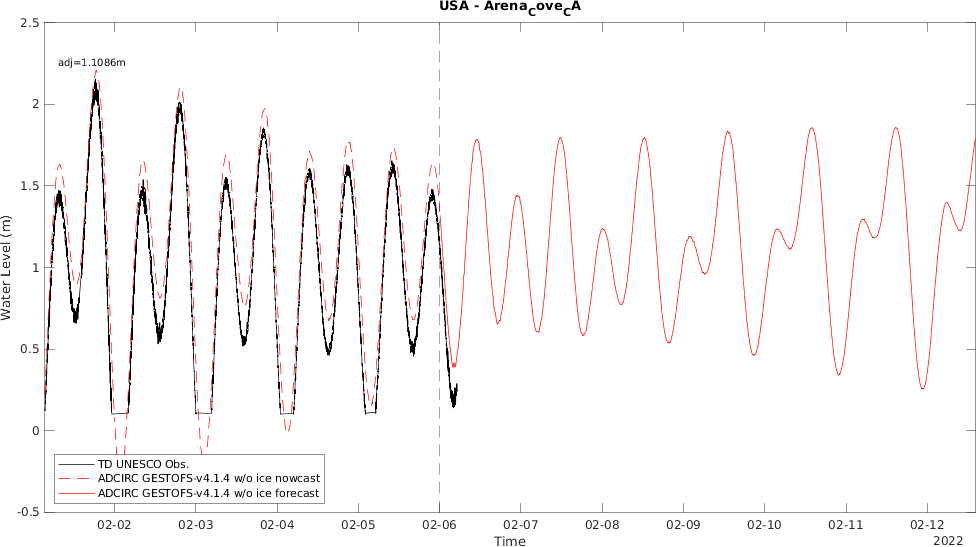 USA - Arena_Cove_CA
adj=1.1086m
2.5
2
1.5
1
0.5
0
-0.5
Water Level (m)
TD UNESCO Obs.
ADCIRC GESTOFS-v4.1.4 w/o ice nowcast
ADCIRC GESTOFS-v4.1.4 w/o ice forecast
02-02 02-03 02-04 02-05 02-06 02-07 02-08 02-09 02-10 02-11 02-12
Time
2022